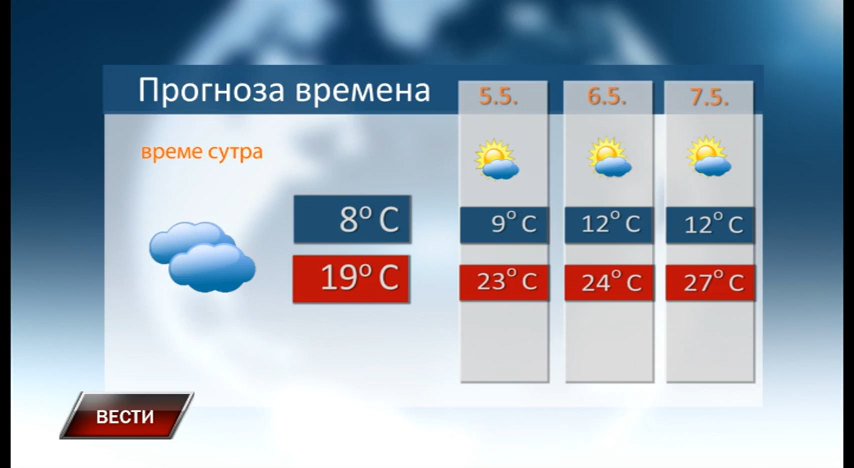 Прогноза времена
време сутра
8° C
19° C
5.5.
9° C
23° C
6.5.
12° C
24° C
7.5.
12° C
27° C
ВЕСТИ